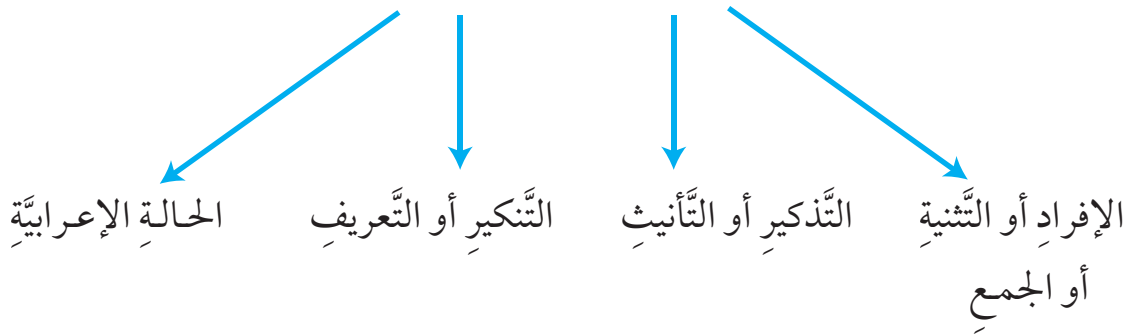 الإفرادِ أو التَّثنيةِ أو الجمعِ
التَّذكيرِ أو التَّأنيثِ
التَّنكيرِ أو التَّعريفِ
الحالةِ الإعرابيَّةِ